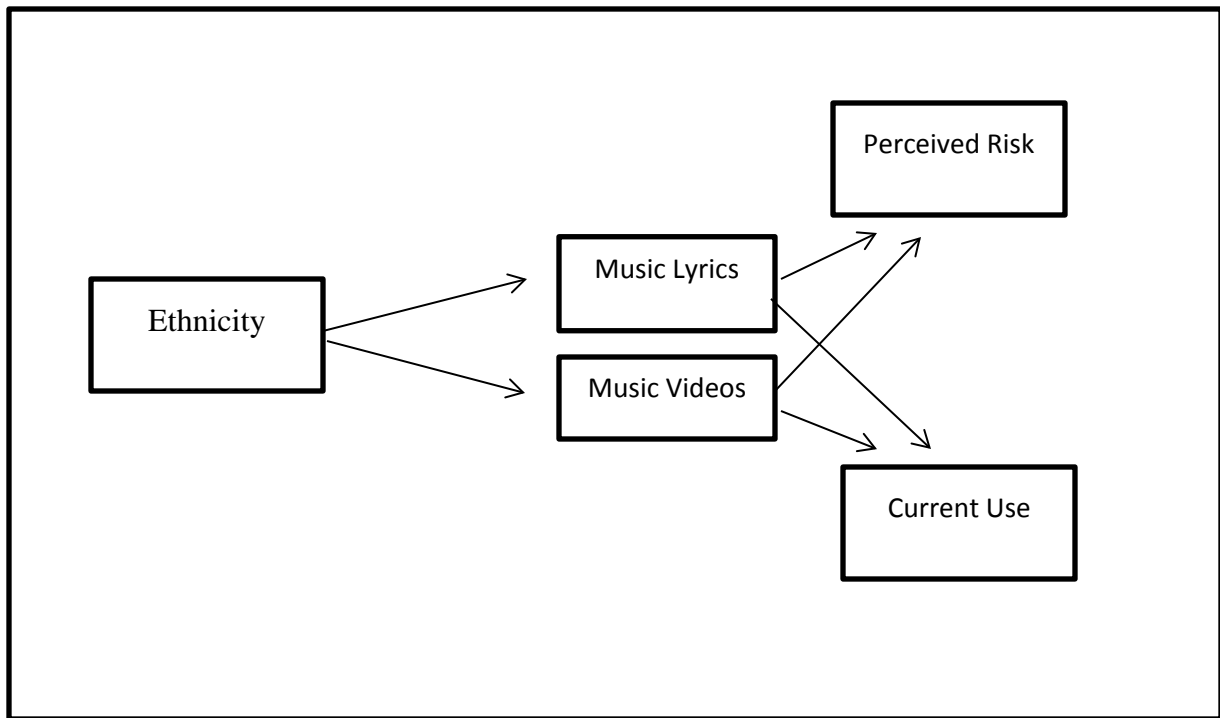 Ethnicity
Music Lyrics
Music Videos
Perceived Risk
Current Use